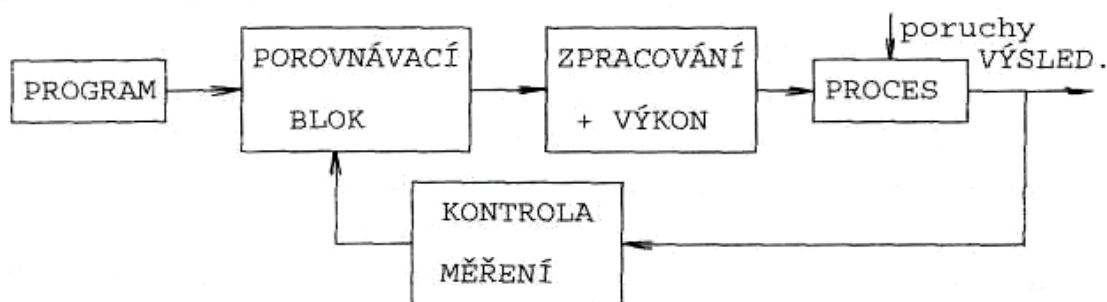 PROGRAM
POROVNÁVACÍ
BLOK
ZPRACOVÁNÍ
+ VÝKON
poruchy
PROCES
VÝSLED.
KONTROLA
MĚŘENÍ